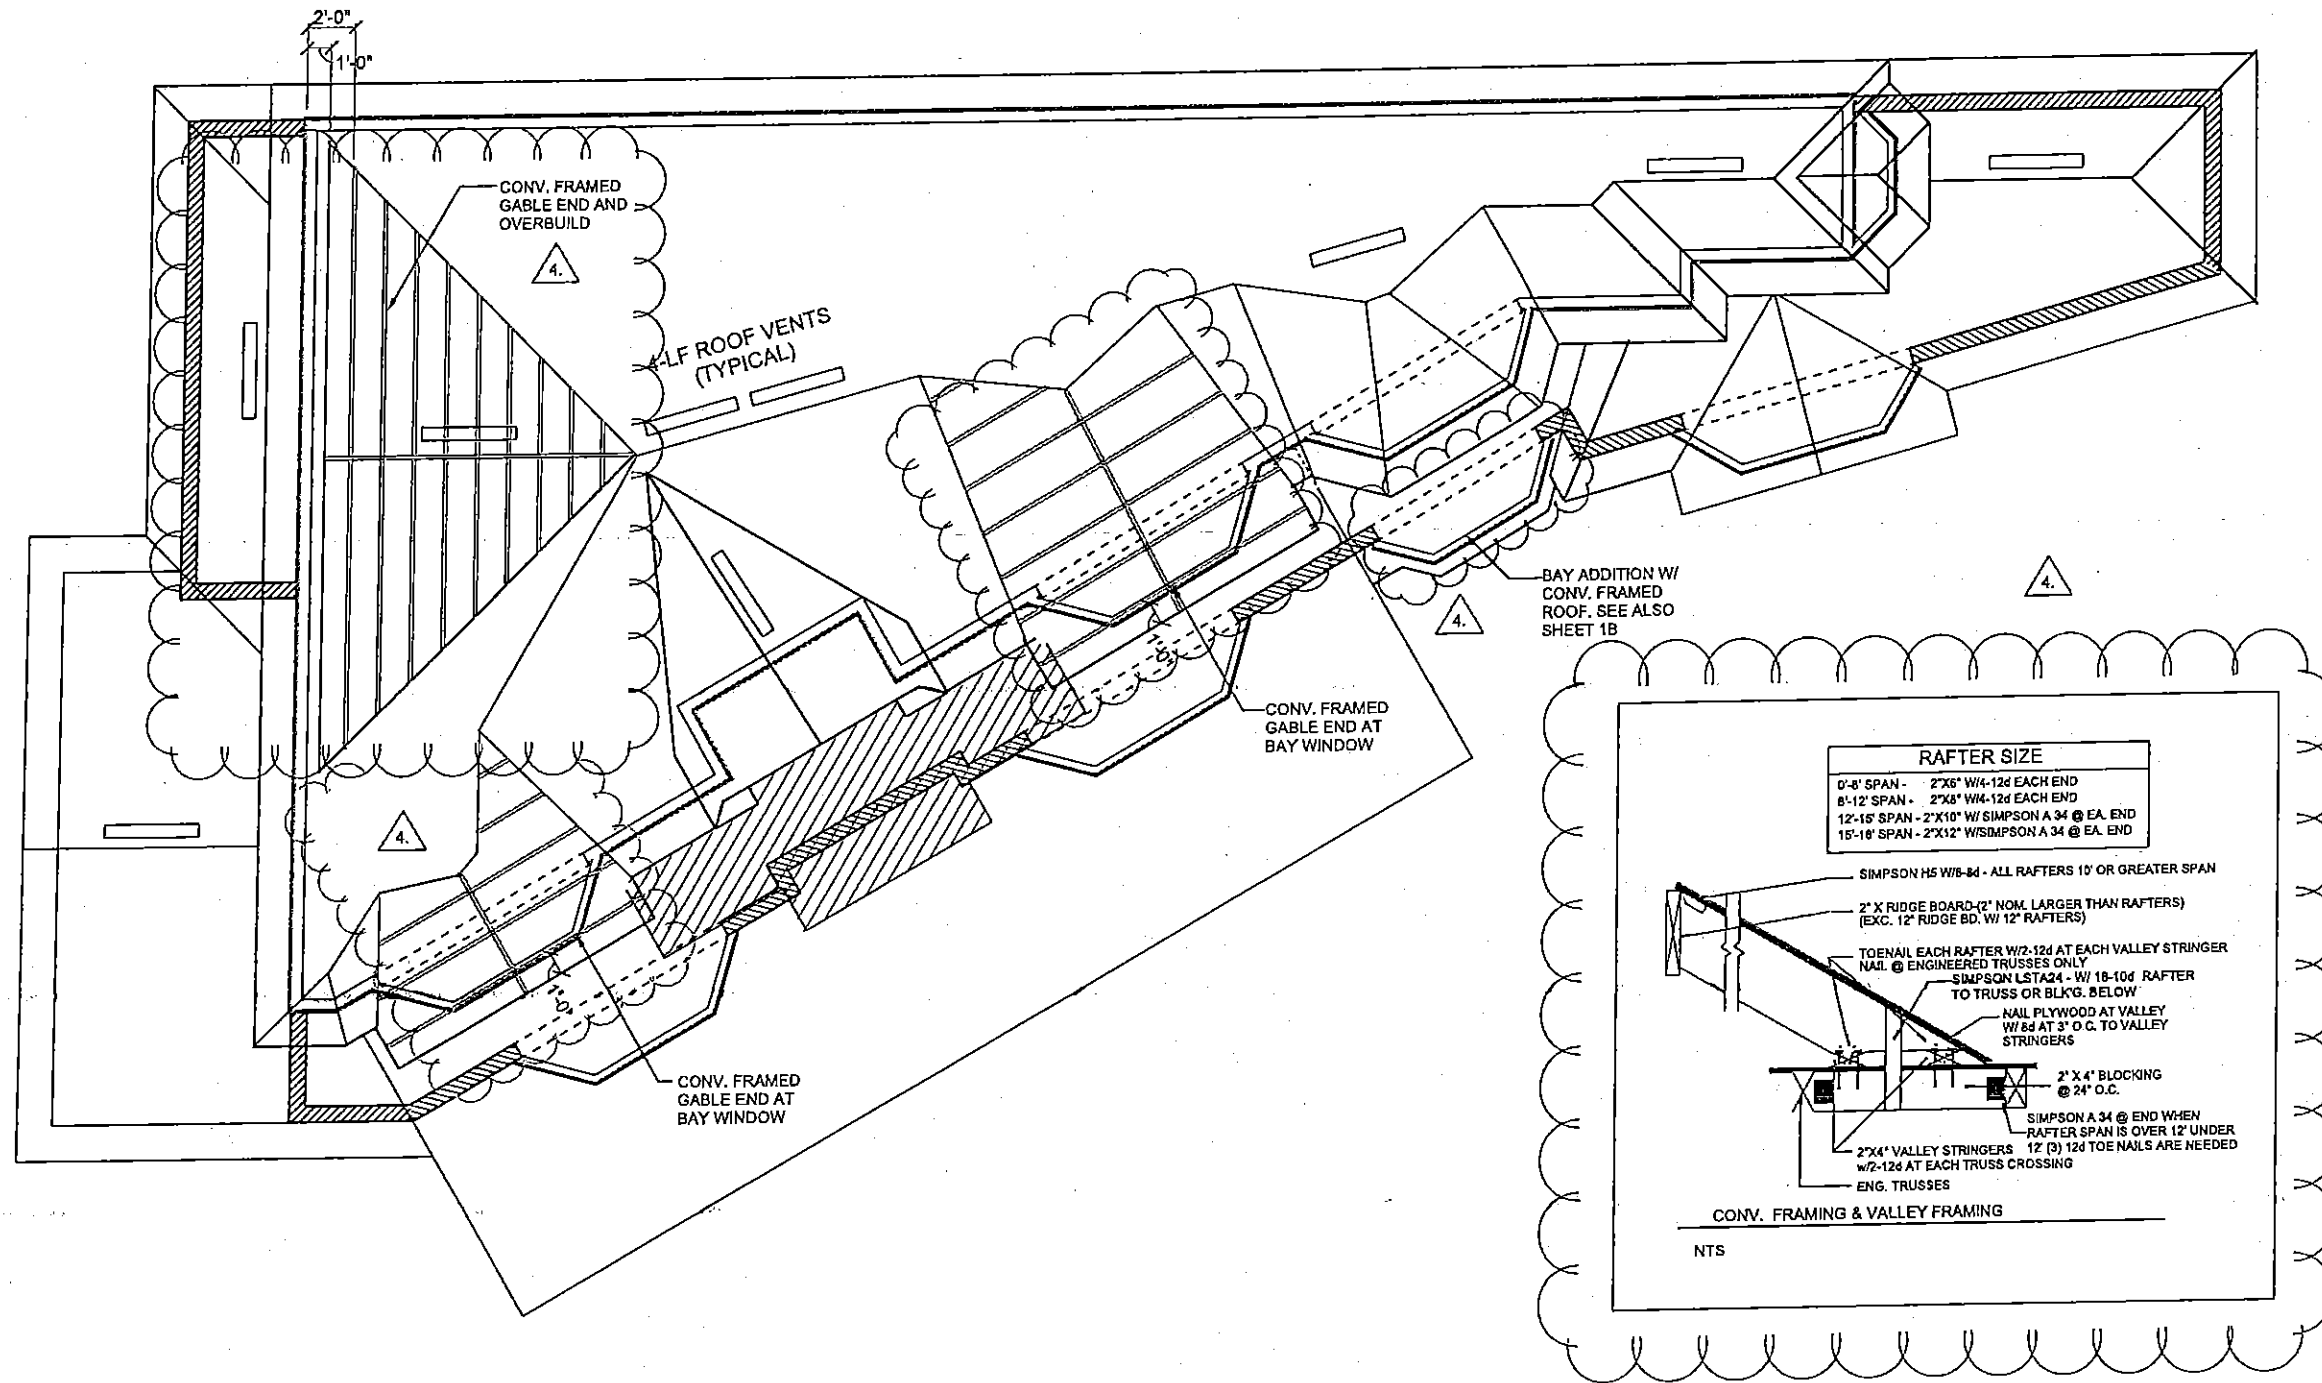 2'-0"
1'-0"
CONV. FRAMED
GABLE END AND
OVERBUILD
4.
4-LF ROOF VENTS
(TYPICAL)
BAY ADDITION W/
CONV. FRAMED
ROOF. SEE ALSO
SHEET 1B
4.
4.
CONV. FRAMED
GABLE END AT
BAY WINDOW
1'-0"
4.
CONV. FRAMED
GABLE END AT
BAY WINDOW
1'-0"
RAFTER SIZE
0'-8' SPAN - 2"X6" W/4-12d EACH END
8'-12' SPAN - 2"X8" W/4-12d EACH END
12'-15' SPAN - 2"X10" W/ SIMPSON A 34 @ EA. END
15'-18' SPAN - 2"X12" W/SIMPSON A 34 @ EA. END
SIMPSON H5 W/8-8d - ALL RAFTERS 10' OR GREATER SPAN
2" X RIDGE BOARD-(2" NOM. LARGER THAN RAFTERS)
(EXC. 12" RIDGE BD. W/ 12" RAFTERS)
TOENAIL EACH RAFTER W/2-12d AT EACH VALLEY STRINGER
NAIL @ ENGINEERED TRUSSES ONLY
SIMPSON LSTA24 - W/ 18-10d RAFTER
TO TRUSS OR BLK'G. BELOW
NAIL PLYWOOD AT VALLEY
W/ 8d AT 3" O.C. TO VALLEY
STRINGERS
2" X 4" BLOCKING
@ 24" O.C.
SIMPSON A 34 @ END WHEN
RAFTER SPAN IS OVER 12' UNDER
12' (3) 12d TOE NAILS ARE NEEDED
2"X4" VALLEY STRINGERS
w/2-12d AT EACH TRUSS CROSSING
ENG. TRUSSES
CONV. FRAMING & VALLEY FRAMING
NTS